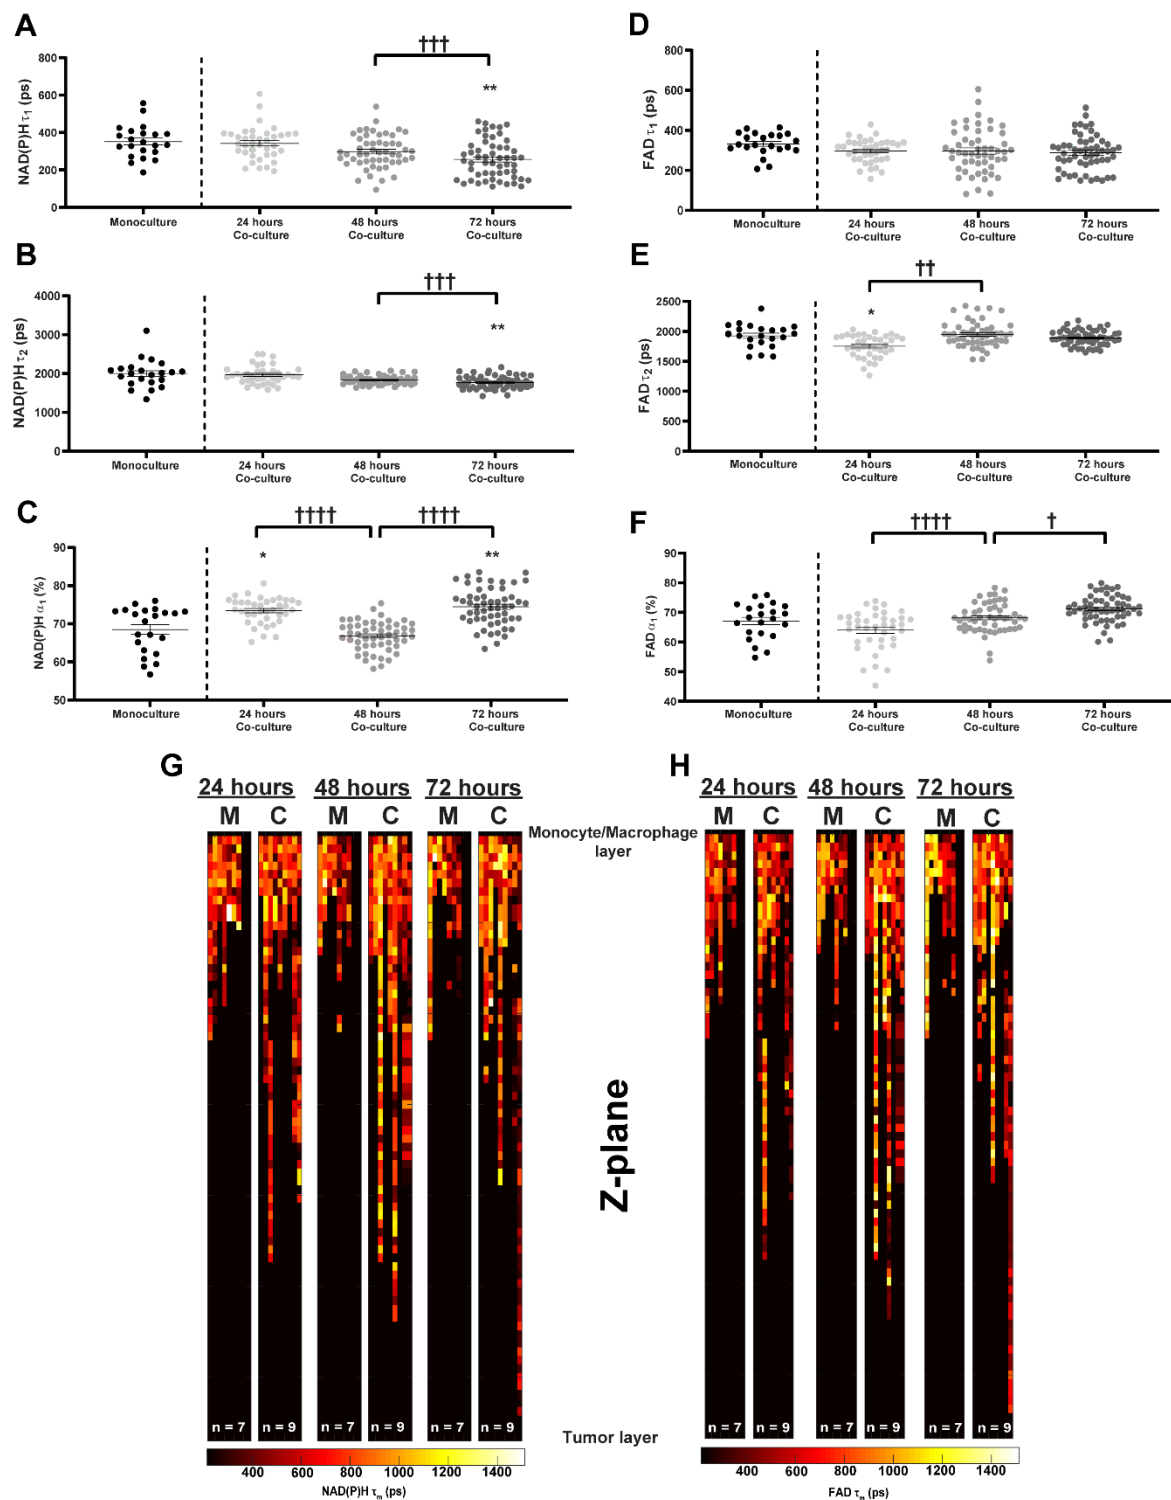 A
†††
800
600
400
200
0
NAD(P)H τ1 (ps)
**
Monoculture
24 hours
Co-culture
48 hours
Co-culture
72 hours
Co-culture
D
800
600
400
200
0
FAD τ1 (ps)
Monoculture
24 hours
Co-culture
48 hours
Co-culture
72 hours
Co-culture
B
†††
4000
3000
2000
1000
0
NAD(P)H τ2 (ps)
**
Monoculture
24 hours
Co-culture
48 hours
Co-culture
72 hours
Co-culture
E
††
2500
2000
1500
1000
500
0
FAD τ2 (ps)
*
Monoculture
24 hours
Co-culture
48 hours
Co-culture
72 hours
Co-culture
C
†††† ††††
90
80
70
60
50
NAD(P)H α1 (%)
* **
Monoculture
24 hours
Co-culture
48 hours
Co-culture
72 hours
Co-culture
F
†††† †
90
80
70
60
50
40
FAD α1 (%)
Monoculture
24 hours
Co-culture
48 hours
Co-culture
72 hours
Co-culture
G
24 hours 48 hours 72 hours
M C M C M C
n = 7 n = 9 n = 7 n = 9 n = 7 n = 9
400 600 800 1000 1200 1400
NAD(P)H τm (ps)
Monocyte/Macrophage
layer
Z-plane
Tumor layer
H
24 hours 48 hours 72 hours
M C M C M C
n = 7 n = 9 n = 7 n = 9 n = 7 n = 9
400 600 800 1000 1200 1400
FAD τm (ps)